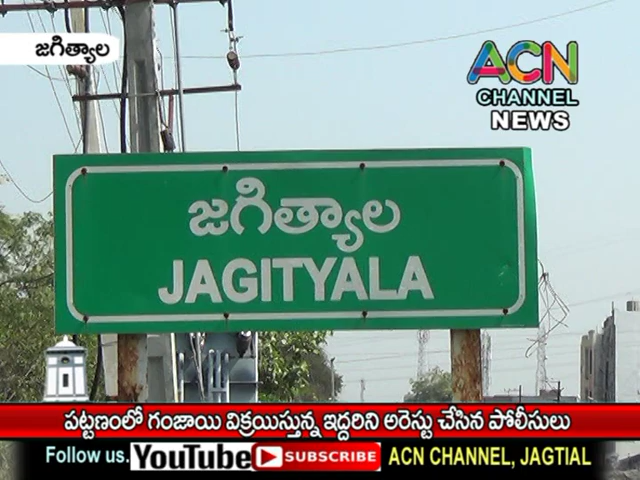 జగిత్యాల
ACN
CHANNEL
NEWS
జగిత్యాల
JAGITYALA
పట్టణంలో గంజాయి విక్రయిస్తున్న ఇద్దరిని అరెస్టు చేసిన పోలీసులు
Follow us. YouTube SUBSCRIBE ACN CHANNEL, JAGTIAL